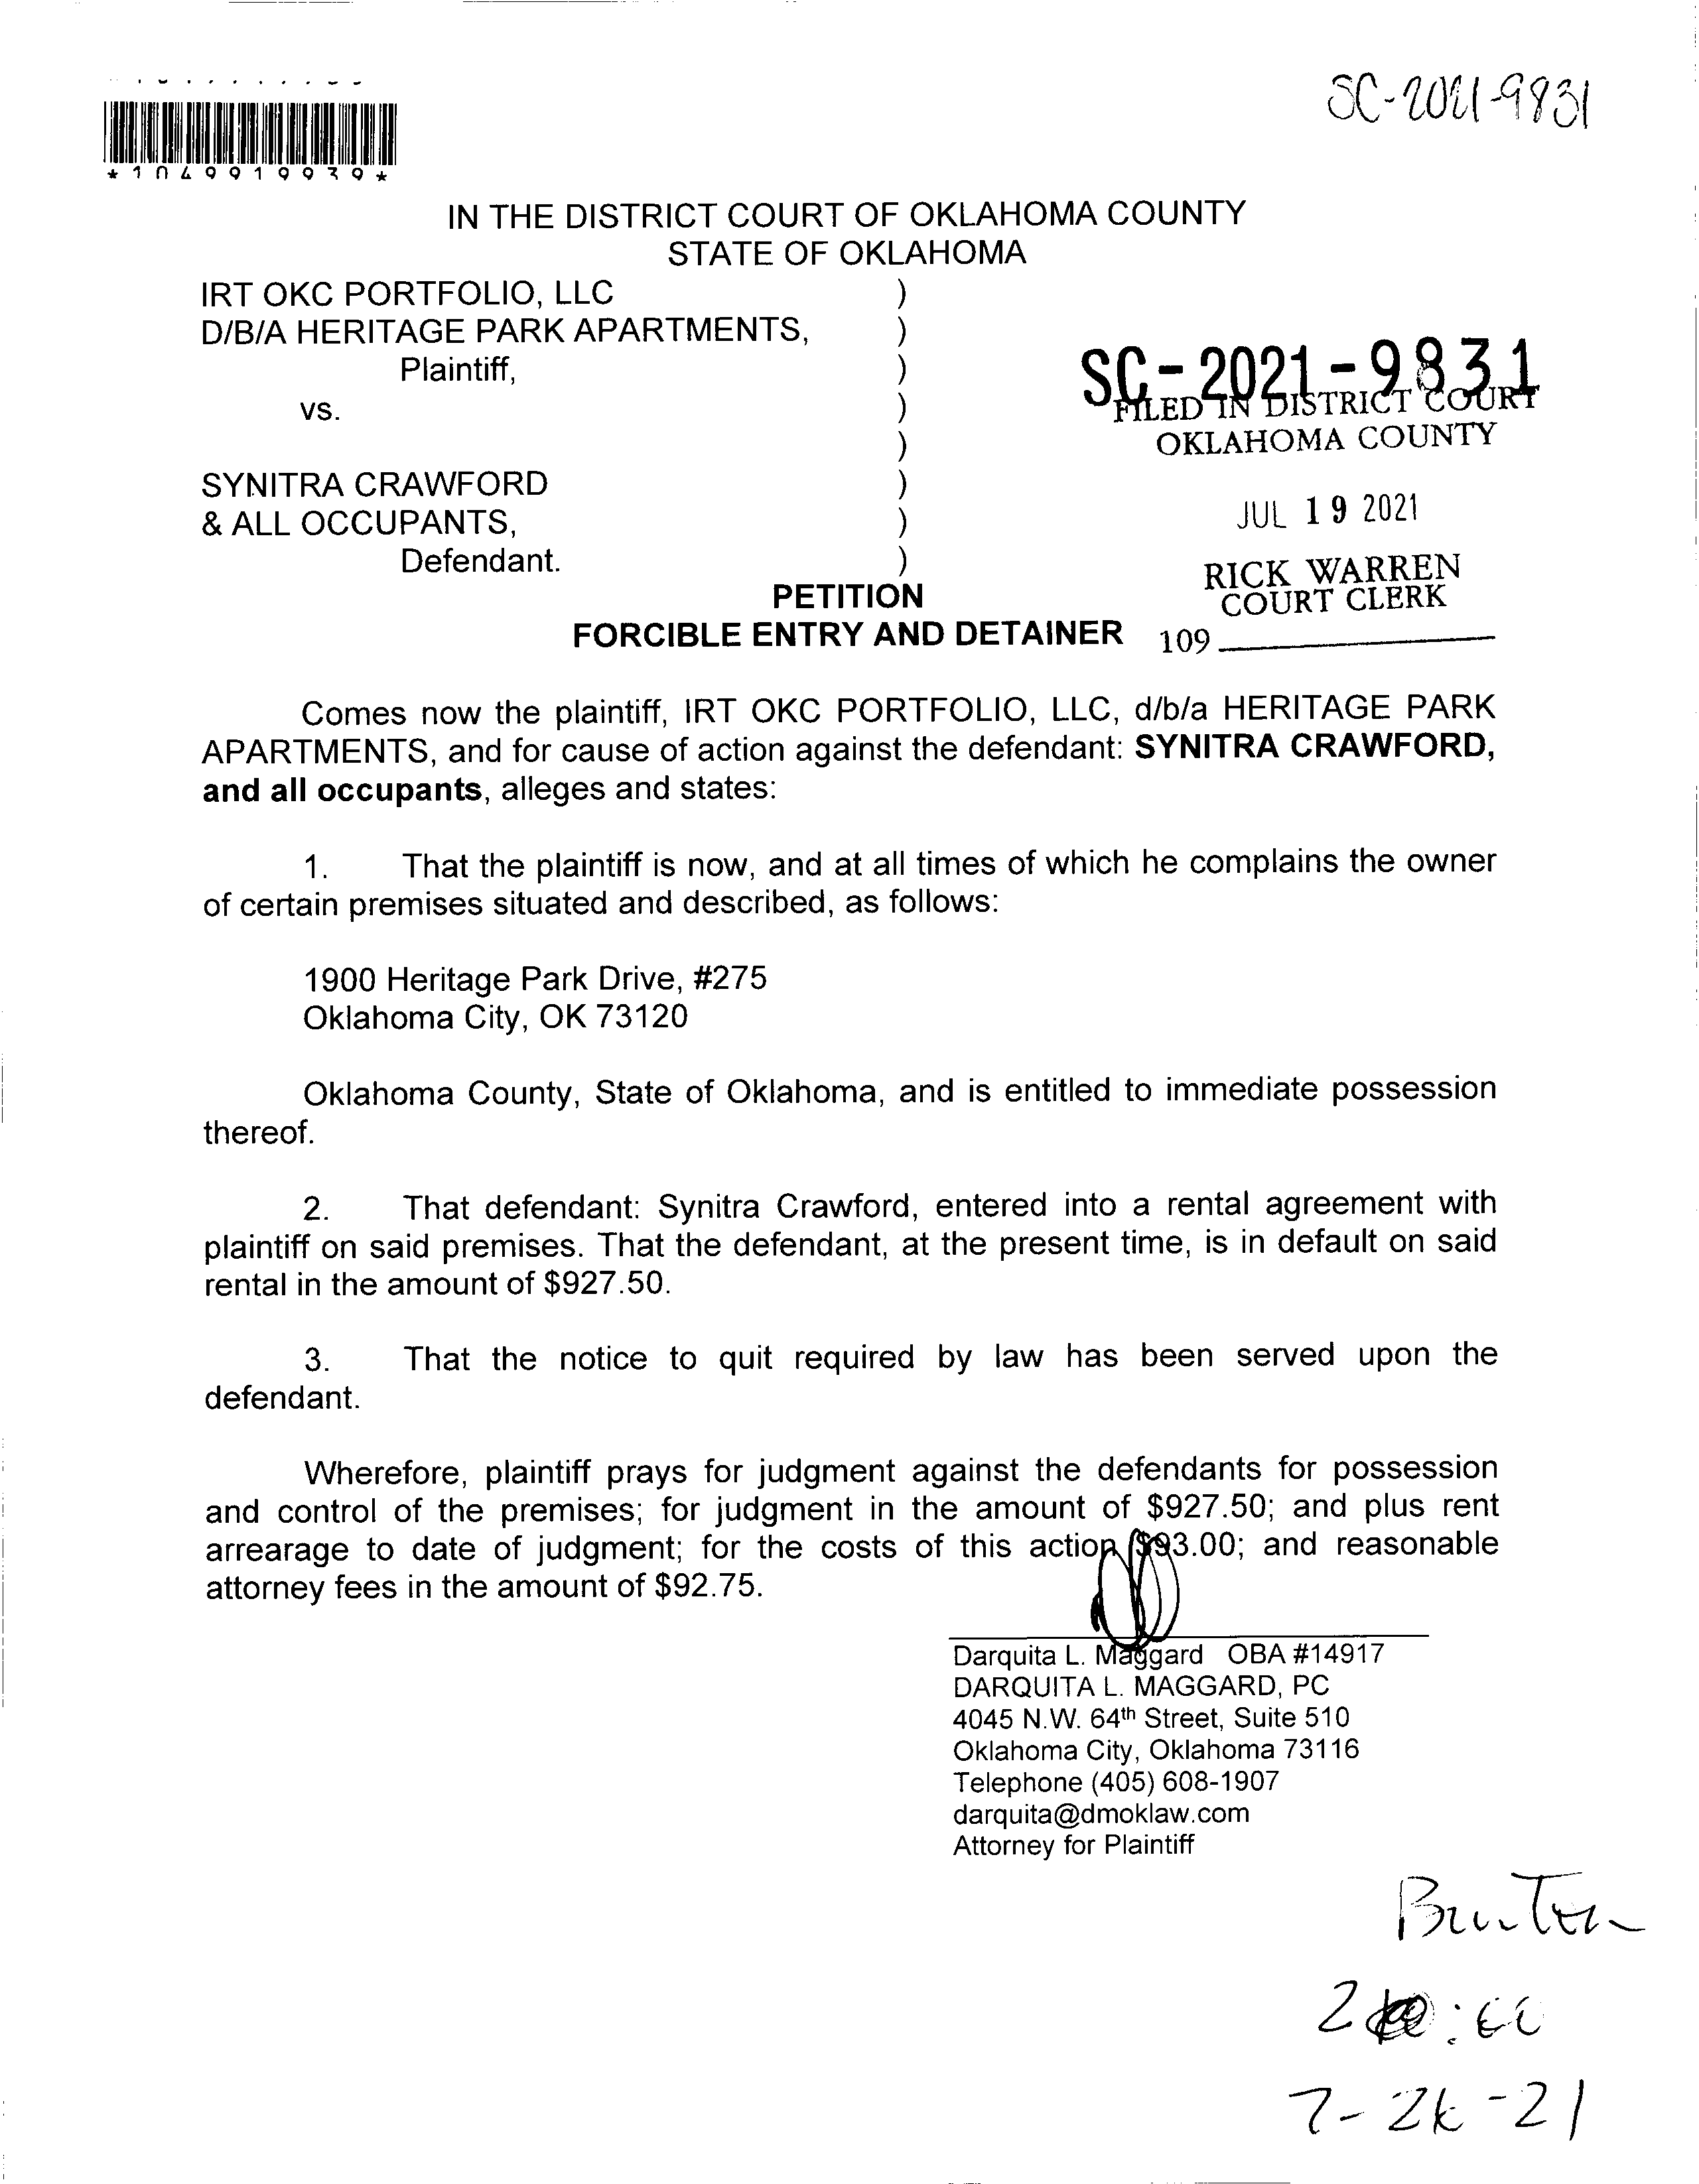 SC-2021-9831
*1049919939*
IN THE DISTRICT COURT OF OKLAHOMA COUNTY
STATE OF OKLAHOMA
IRT OKC PORTFOLIO, LLC )
D/B/A HERITAGE PARK APARTMENTS, )
Plaintiff, )
vs. )
)
SYNITRA CRAWFORD )
& ALL OCCUPANTS, )
Defendant. )
SC-2021-9831
FILED IN DISTRICT COURT
OKLAHOMA COUNTY
JUL 19 2021
RICK WARREN
COURT CLERK
109
PETITION
FORCIBLE ENTRY AND DETAINER
Comes now the plaintiff, IRT OKC PORTFOLIO, LLC, d/b/a HERITAGE PARK
APARTMENTS, and for cause of action against the defendant: SYNITRA CRAWFORD,
and all occupants, alleges and states:
1. That the plaintiff is now, and at all times of which he complains the owner
of certain premises situated and described, as follows:
1900 Heritage Park Drive, #275
Oklahoma City, OK 73120
Oklahoma County, State of Oklahoma, and is entitled to immediate possession
thereof.
2. That defendant: Synitra Crawford, entered into a rental agreement with
plaintiff on said premises. That the defendant, at the present time, is in default on said
rental in the amount of $927.50.
3. That the notice to quit required by law has been served upon the
defendant.
Wherefore, plaintiff prays for judgment against the defendants for possession
and control of the premises; for judgment in the amount of $927.50; and plus rent
arrearage to date of judgment; for the costs of this action $93.00; and reasonable
attorney fees in the amount of $92.75.
Darquita L. Maggard OBA #14917
DARQUITA L. MAGGARD, PC
4045 N.W. 64th Street, Suite 510
Oklahoma City, Oklahoma 73116
Telephone (405) 608-1907
darquita@dmoklaw.com
Attorney for Plaintiff